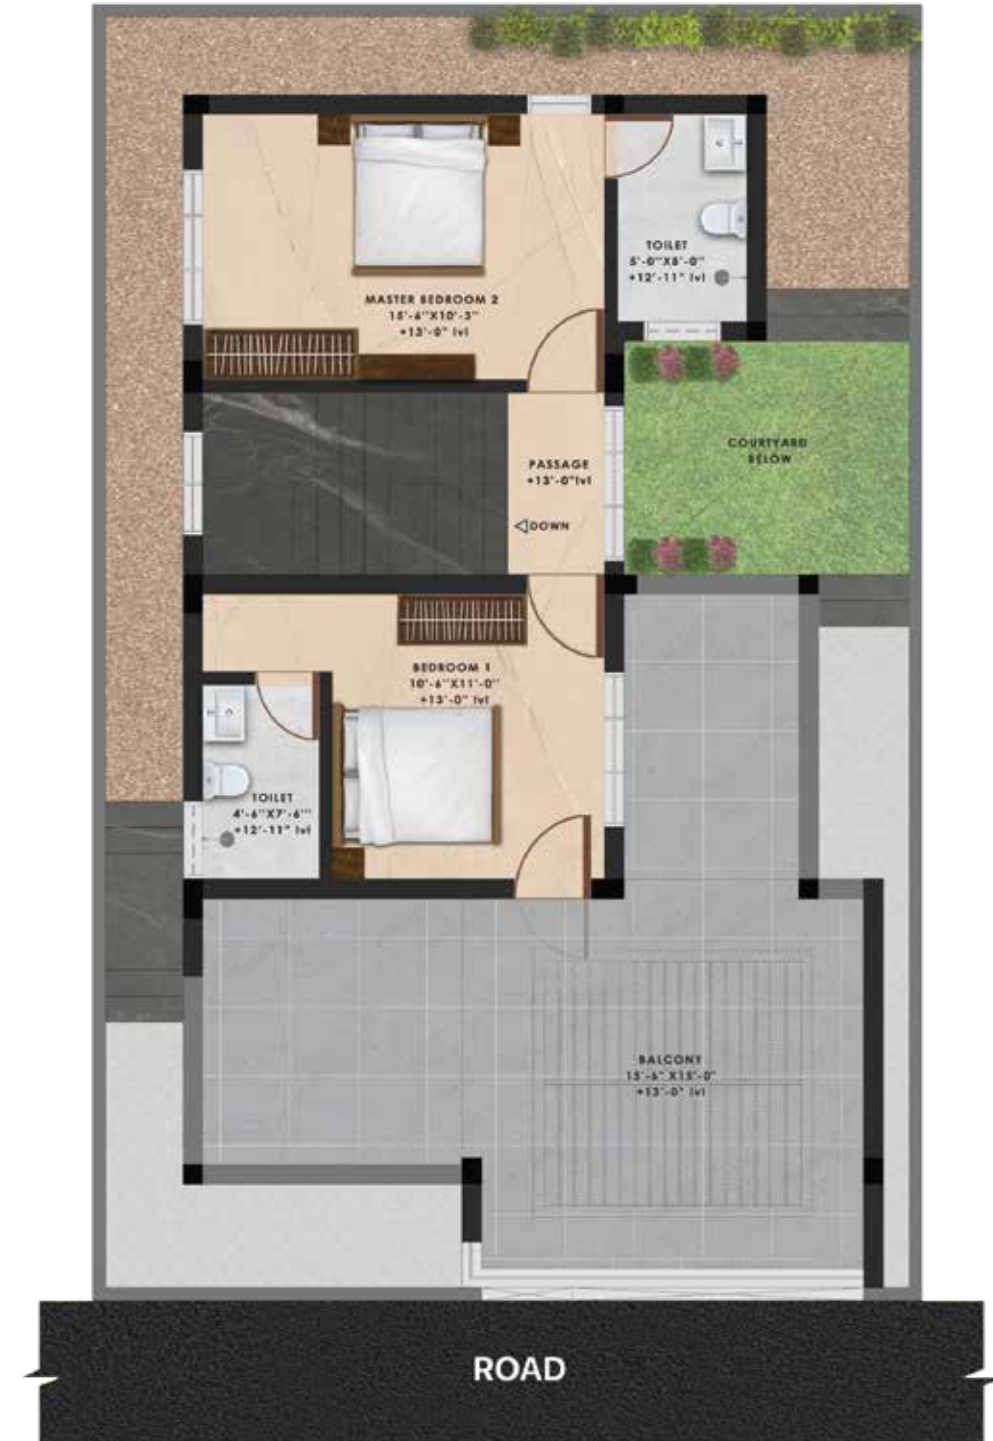 TOILET
5'-0"X8'-0"
+12'-11" lvl
MASTER BEDROOM 2
15'-6"X10'-3"
+13'-0" lvl
COURTYARD
BELOW
PASSAGE
+13'-0"lvl
DOWN
BEDROOM 1
10'-6"X11'-0"
+13'-0" lvl
TOILET
4'-6"X7'-6"'
+12'-11" lvl
BALCONY
15'-6" X15'-0"
+13'-0" lvl
ROAD